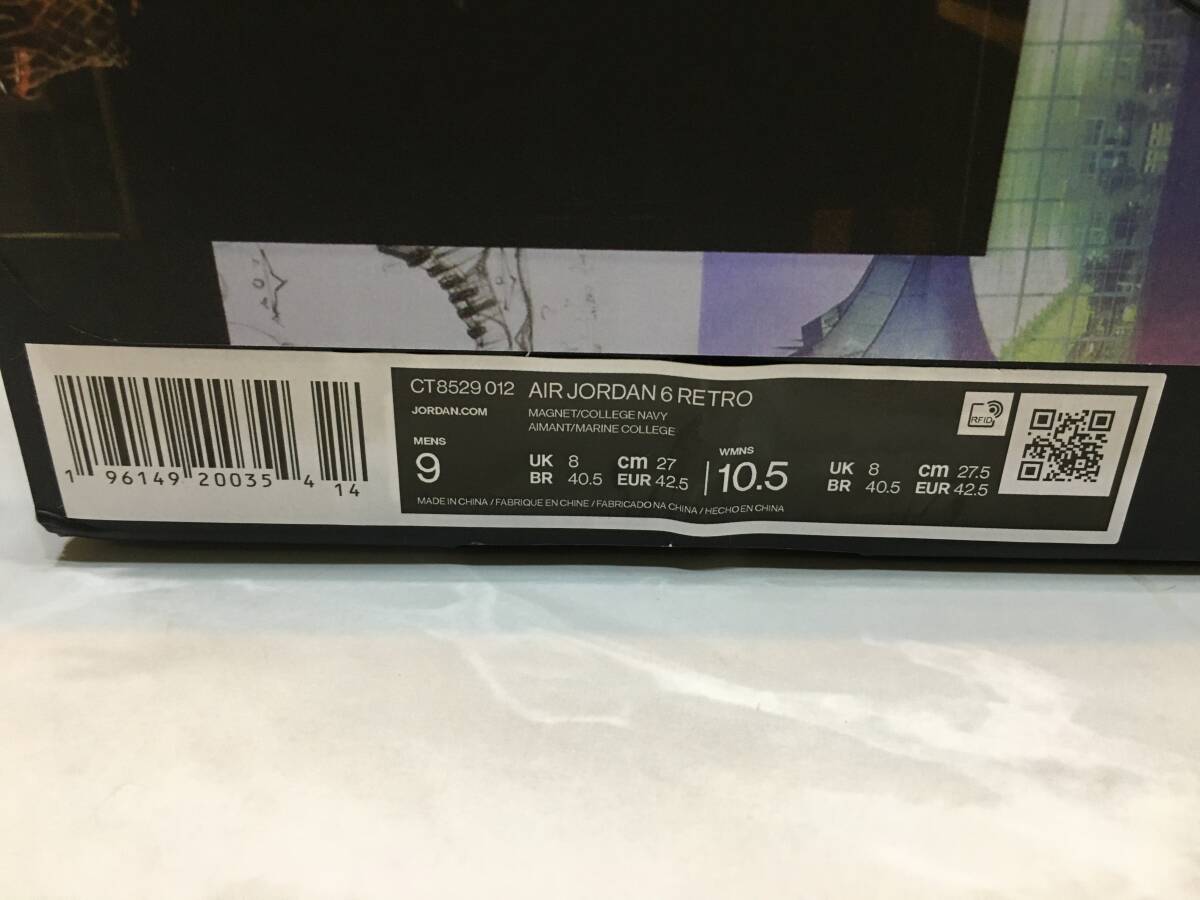 CT8529 012 AIR JORDAN 6 RETRO
JORDAN.COM
MAGNET/COLLEGE NAVY
AIMANT/MARINE COLLEGE
MENS
9
UK 8 cm 27
BR 40.5 EUR 42.5
WMNS
10.5
UK 8 cm 27.5
BR 40.5 EUR 42.5
MADE IN CHINA / FABRIQUE EN CHINE / FABRICADO NA CHINA / HECHO EN CHINA
RFID
1 96149 20035 4 14